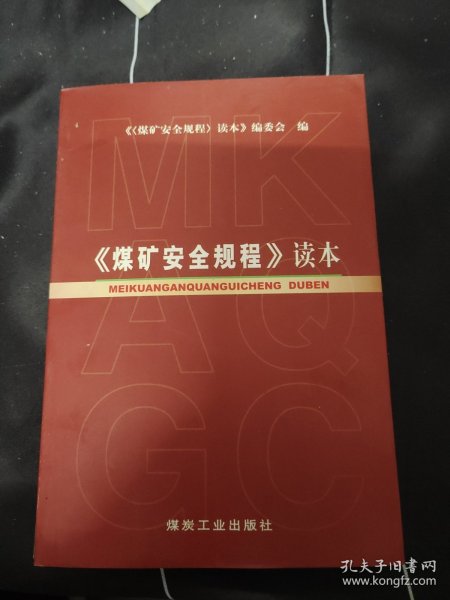 《〈煤矿安全规程〉读本》编委会 编
MK
《煤矿安全规程》读本
MEIKUANGANQUANGUICHENG DUBEN
AQ
GC
煤炭工业出版社
孔夫子旧书网
www.kongfz.com